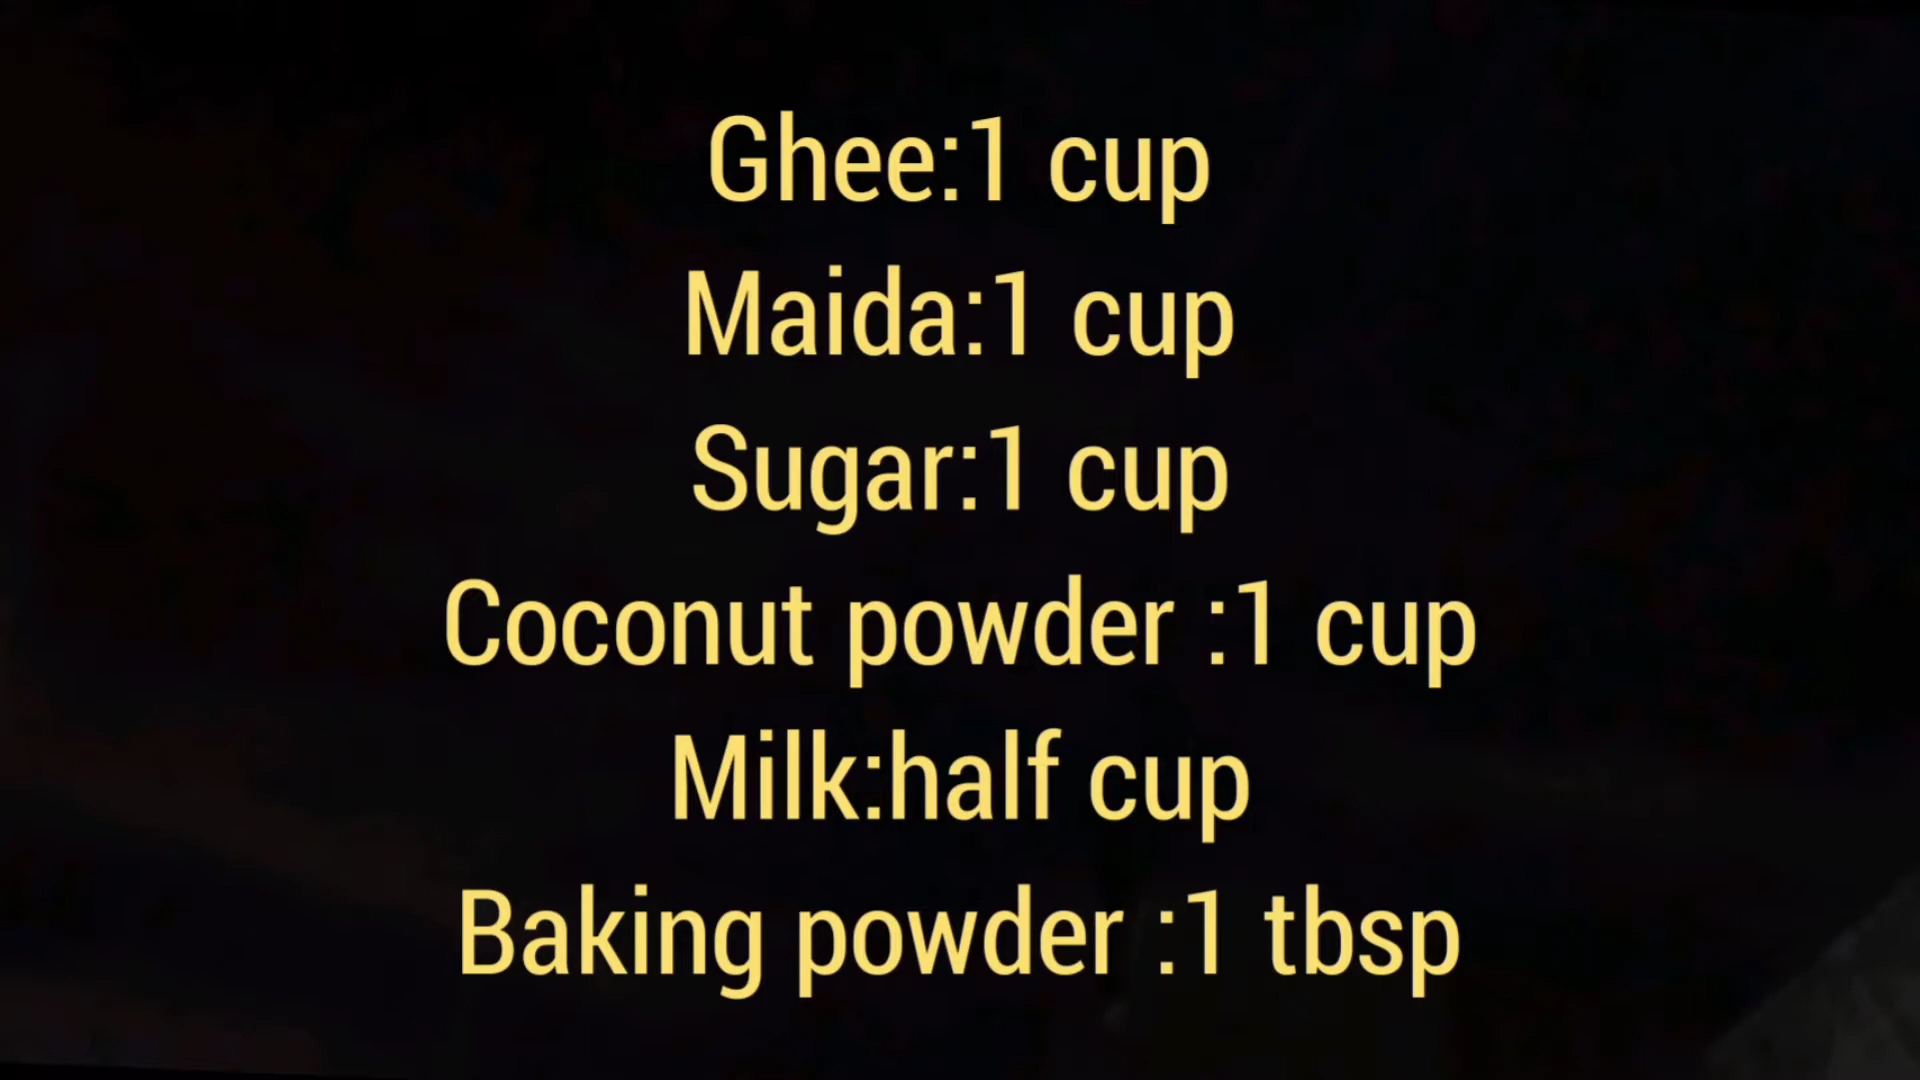 Ghee:1 cup
Maida:1 cup
Sugar:1 cup
Coconut powder :1 cup
Milk:half cup
Baking powder :1 tbsp